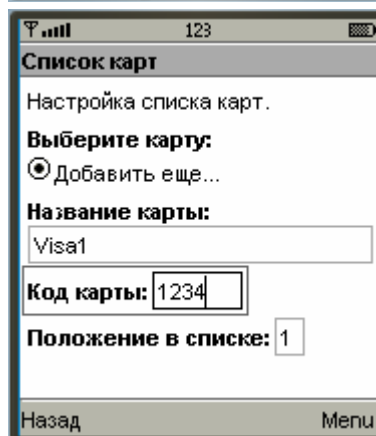 123
Список карт
Настройка списка карт.
Выберите карту:
Добавить еще...
Название карты:
Visa1
Код карты: 1234
Положение в списке: 1
Назад Menu